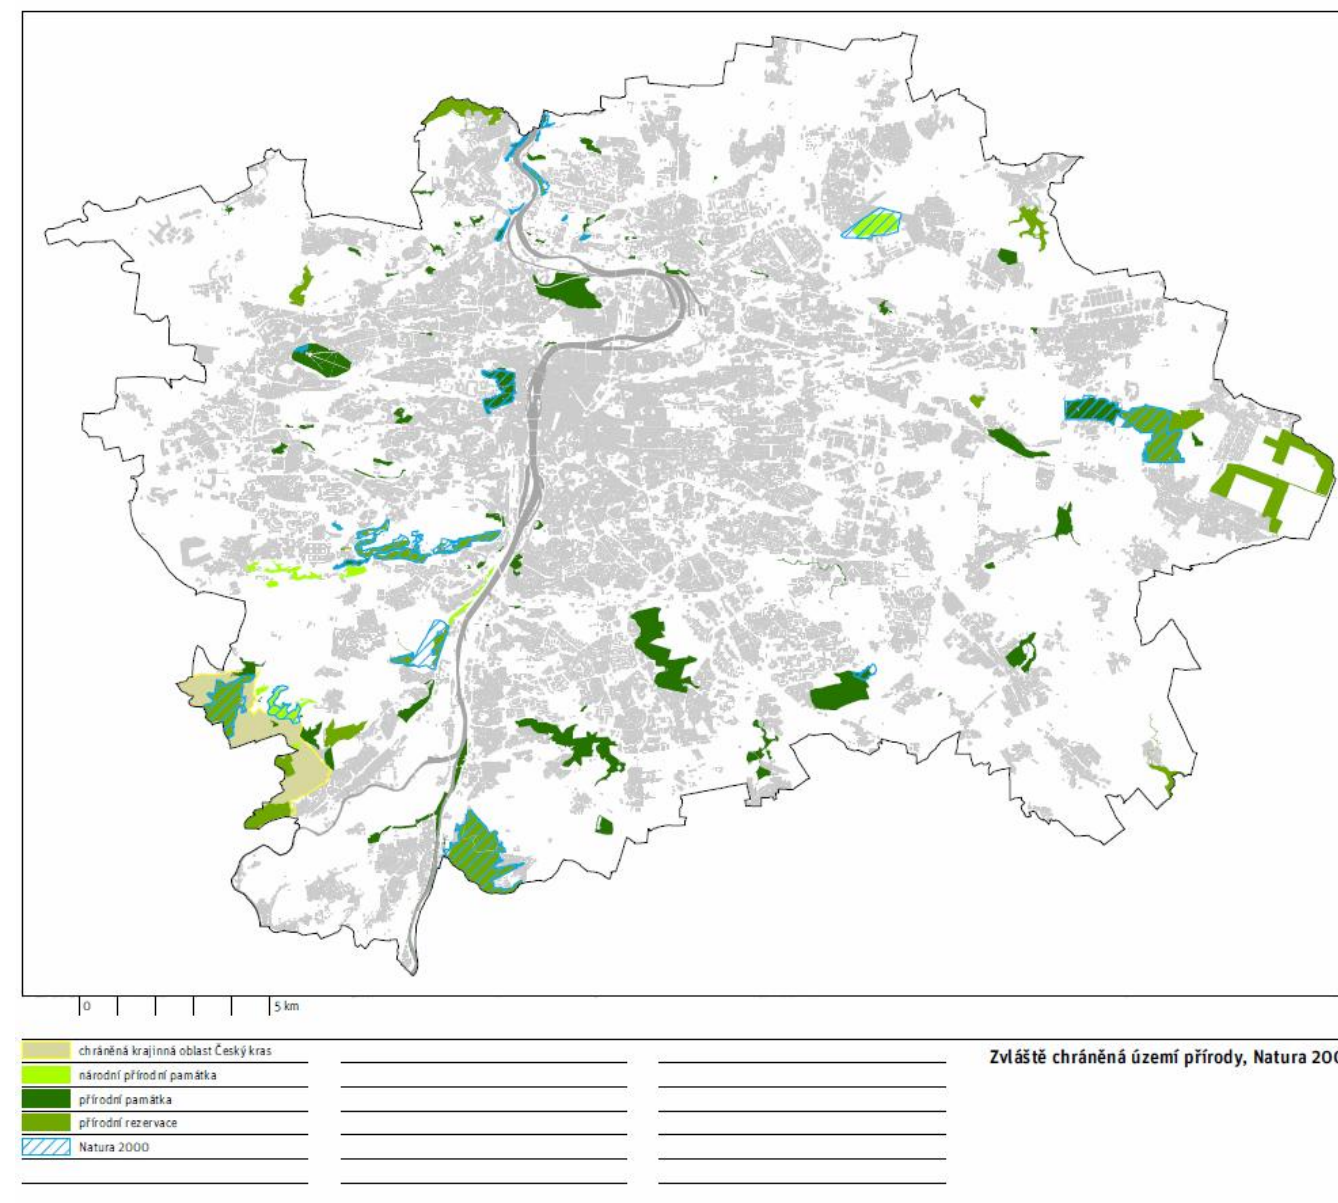 0
5 km
chráněná krajinná oblast Český kras
národní přírodní památka
přírodní památka
přírodní rezervace
Natura 2000
Zvláště chráněná území přírody, Natura 200